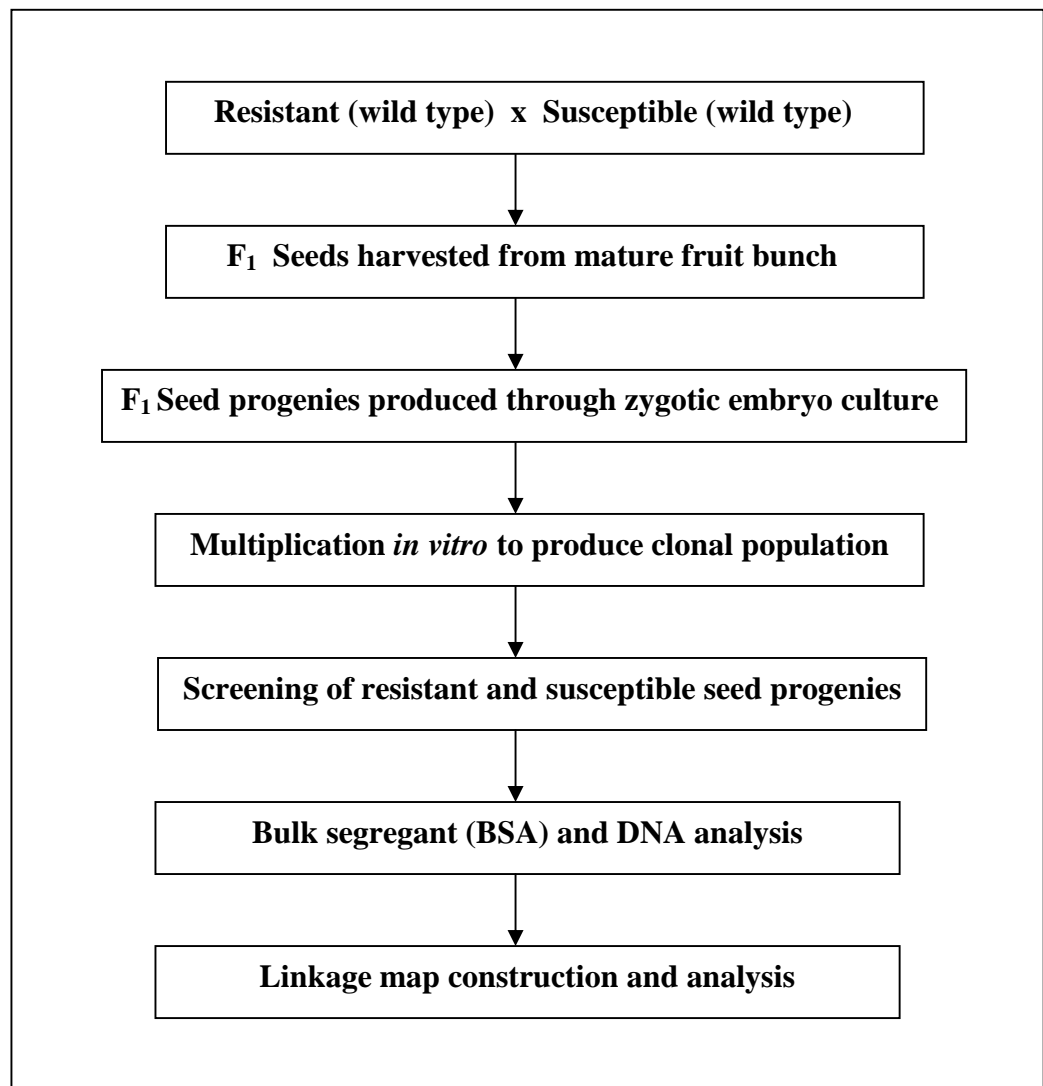 Resistant (wild type) x Susceptible (wild type)
F₁ Seeds harvested from mature fruit bunch
F₁ Seed progenies produced through zygotic embryo culture
Multiplication in vitro to produce clonal population
Screening of resistant and susceptible seed progenies
Bulk segregant (BSA) and DNA analysis
Linkage map construction and analysis